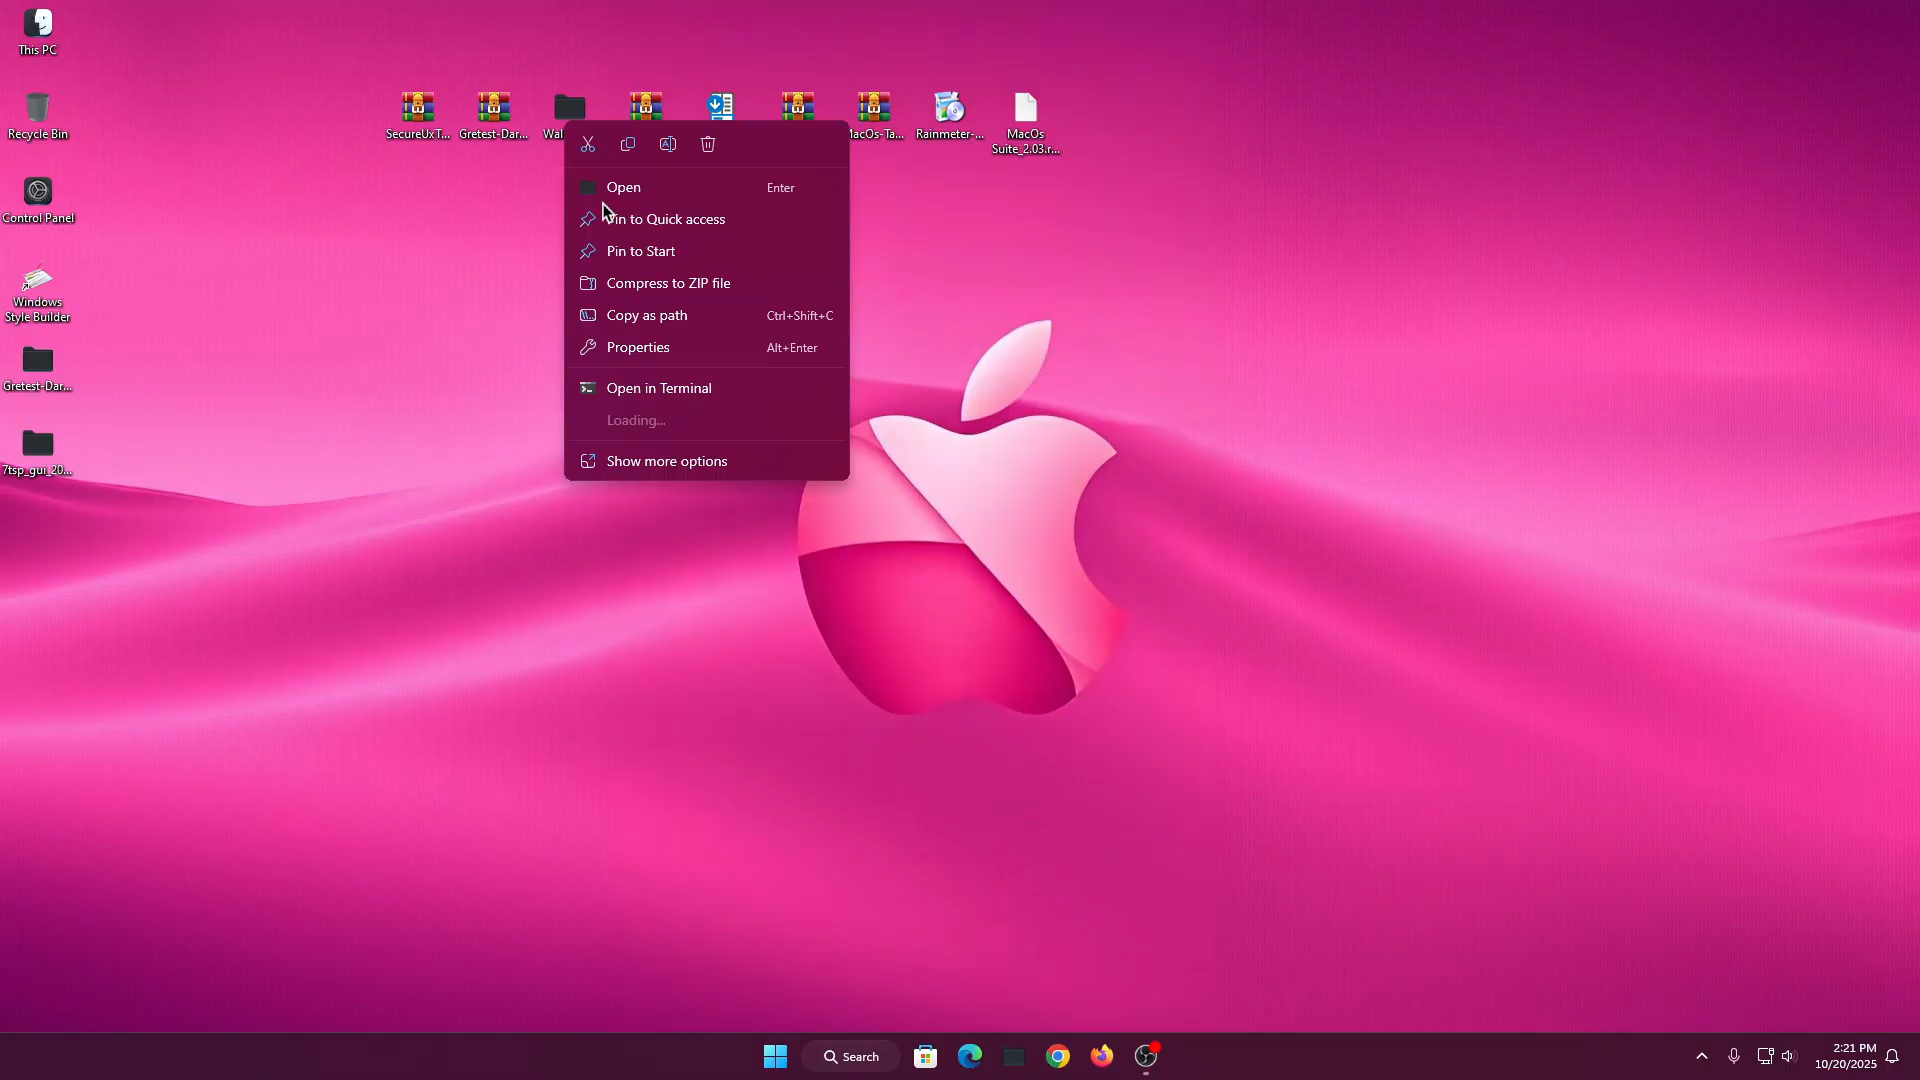 This PC
Recycle Bin
Control Panel
Windows
Style Builder
Gretest-Dar...
7tsp_gui_20...
SecureUxT...
Gretest-Dar...
Wal
MacOs-Ta...
Rainmeter-...
MacOs
Suite_2.03.r...
Open Enter
Pin to Quick access
Pin to Start
Compress to ZIP file
Copy as path Ctrl+Shift+C
Properties Alt+Enter
Open in Terminal
Loading...
Show more options
Search
2:21 PM
10/20/2025